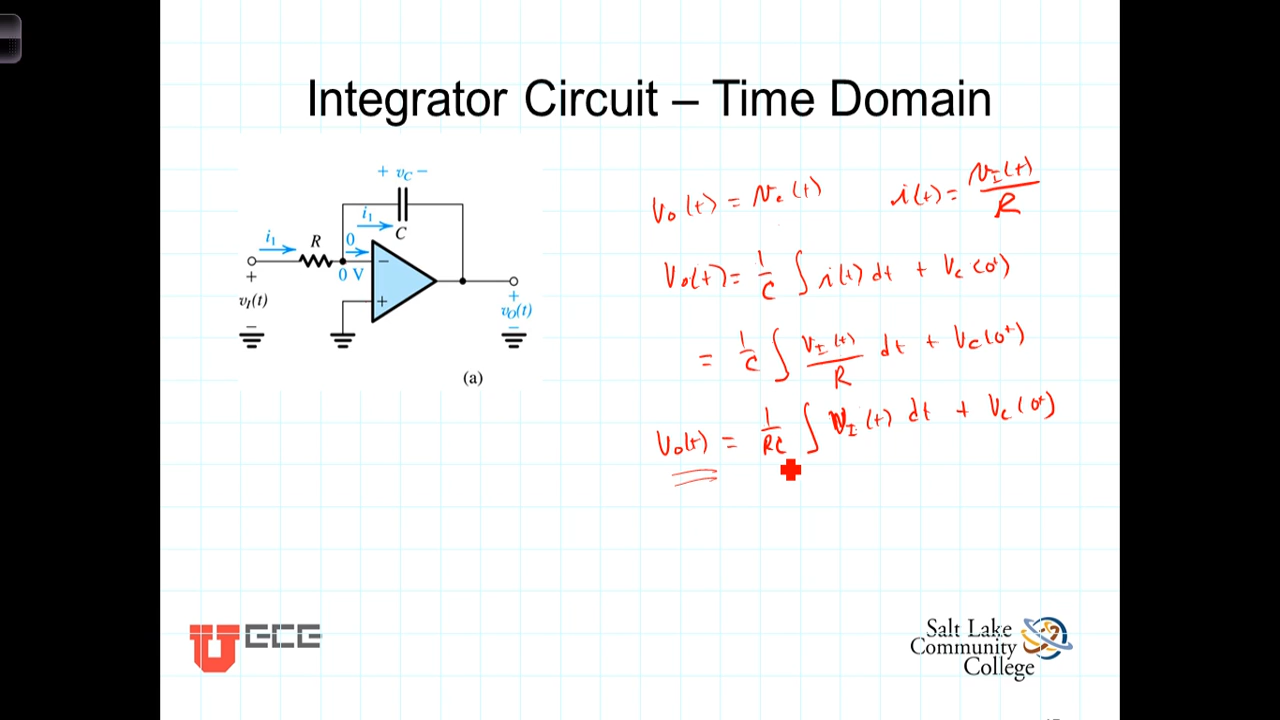 Integrator Circuit – Time Domain
+ vC −
i1
C
i1
R
0
0 V
−
+
+
vI(t)
−
+
vO(t)
−
(a)
Vo(t) = Vc(t)
i(t) = VI(t)/R
Vo(t) = 1/C ∫ i(t) dt + Vc(0+)
= 1/C ∫ VI(t)/R dt + Vc(0+)
Vo(t) = 1/RC ∫ VI(t) dt + Vc(0+)
U ECE
Salt Lake
Community
College